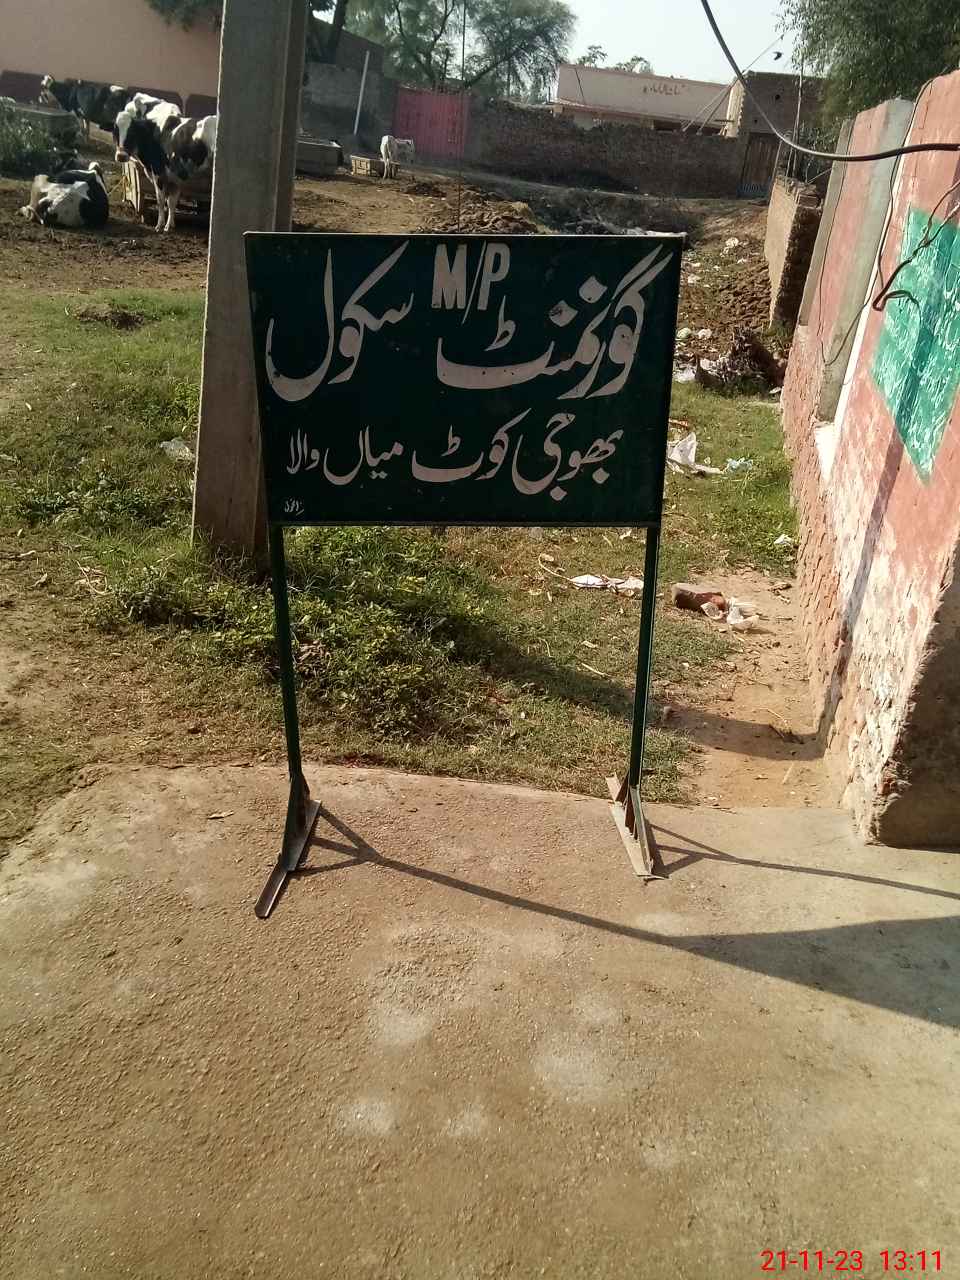 گورنمنٹ M/P سکول
بھوجی کوٹ میاں والا
21-11-23 13:11